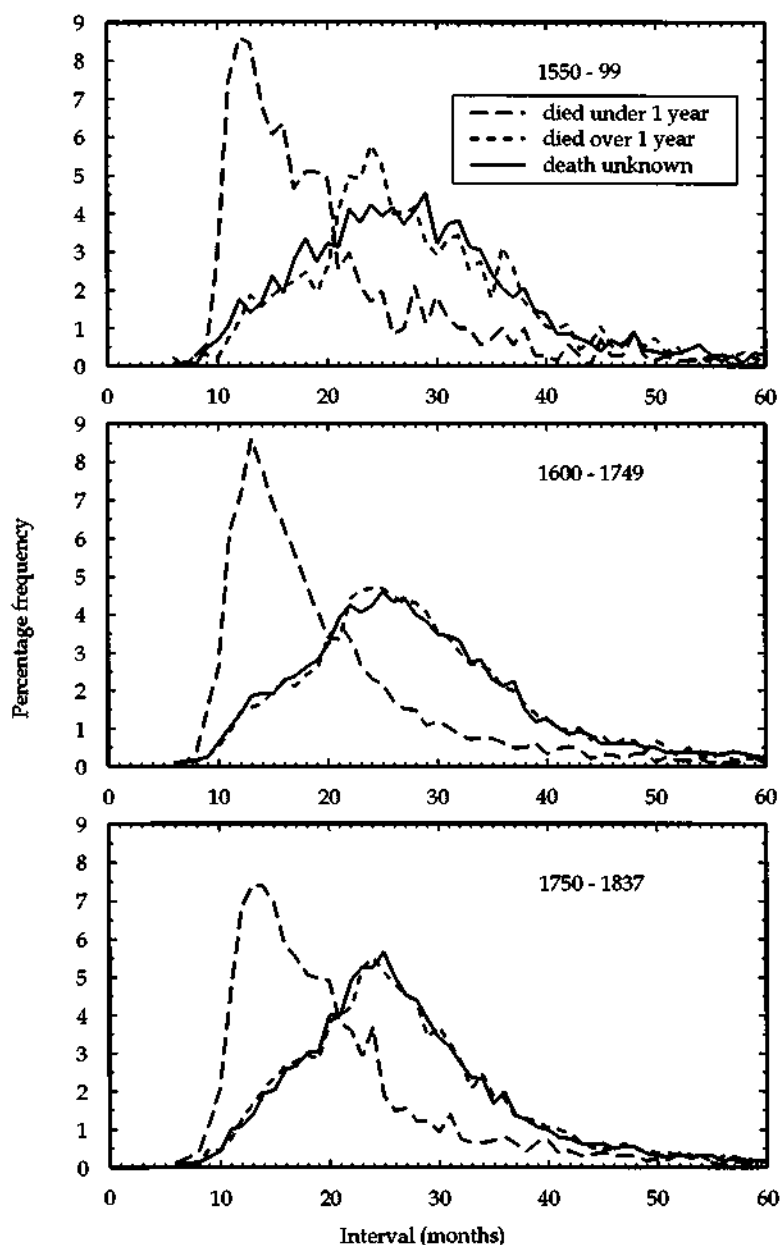 9
8
7
6
5
4
3
2
1
0
1550 - 99
died under 1 year
died over 1 year
death unknown
0 10 20 30 40 50 60
Percentage frequency
9
8
7
6
5
4
3
2
1
0
1600 - 1749
0 10 20 30 40 50 60
9
8
7
6
5
4
3
2
1
0
1750 - 1837
0 10 20 30 40 50 60
Interval (months)